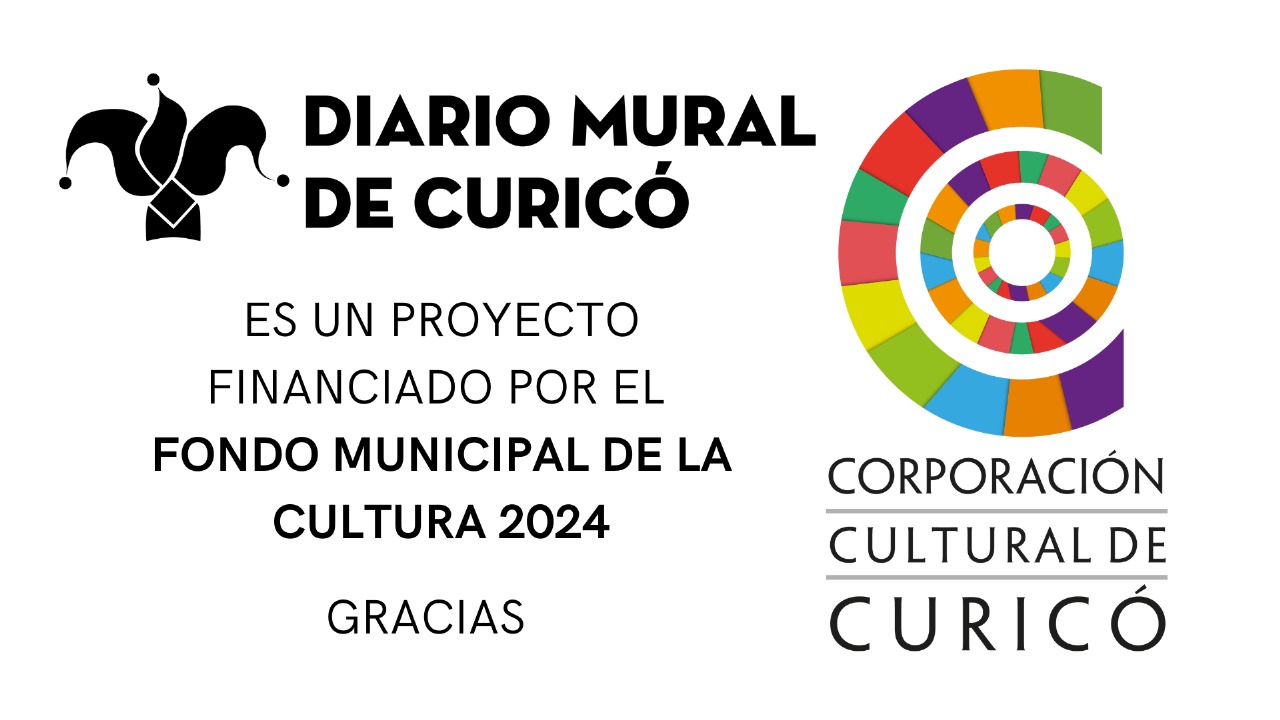 DIARIO MURAL
DE CURICÓ
ES UN PROYECTO
FINANCIADO POR EL
FONDO MUNICIPAL DE LA
CULTURA 2024
GRACIAS
CORPORACIÓN
CULTURAL DE
CURICÓ